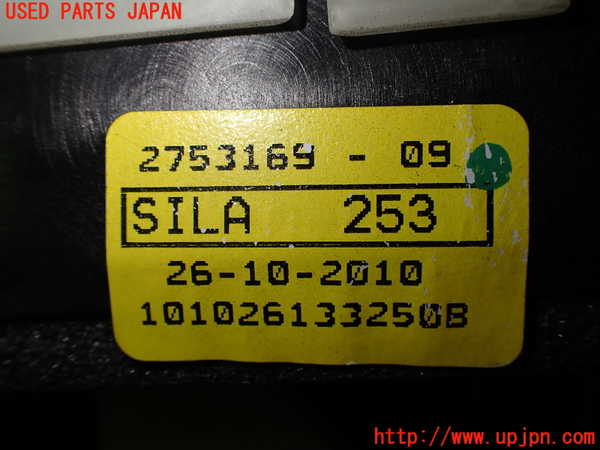 USED PARTS JAPAN
2753169 - 09
SILA 253
26-10-2010
101026133250B
http://www.upjpn.com/